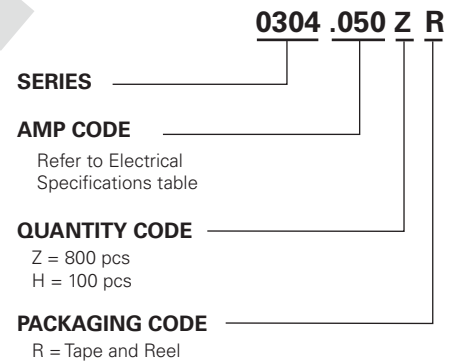 0304 .050 Z R
SERIES
AMP CODE
Refer to Electrical
Specifications table
QUANTITY CODE
Z = 800 pcs
H = 100 pcs
PACKAGING CODE
R = Tape and Reel